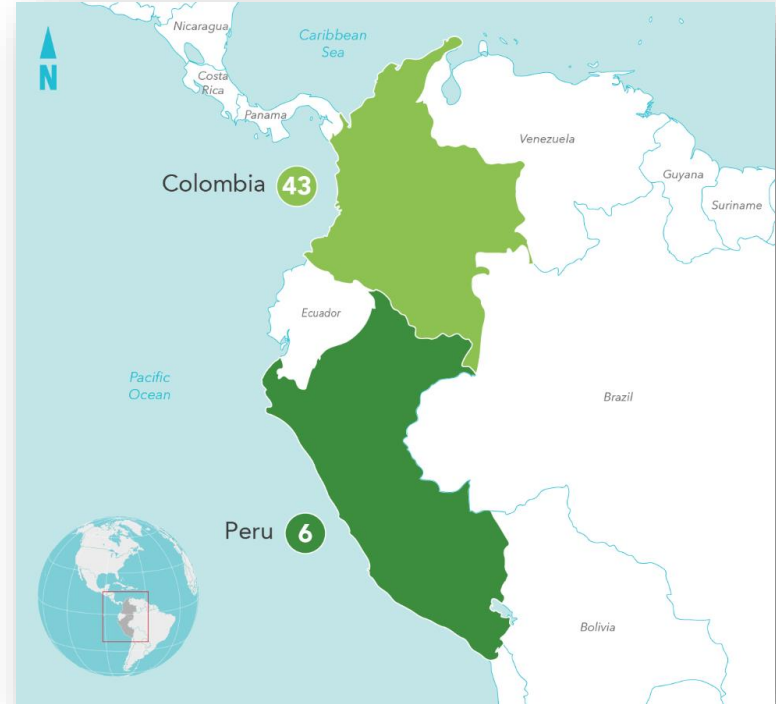 Nicaragua
Caribbean
Sea
N
Costa
Rica
Panama
Venezuela
Colombia 43
Guyana
Suriname
Ecuador
Pacific
Ocean
Brazil
Peru 6
Bolivia